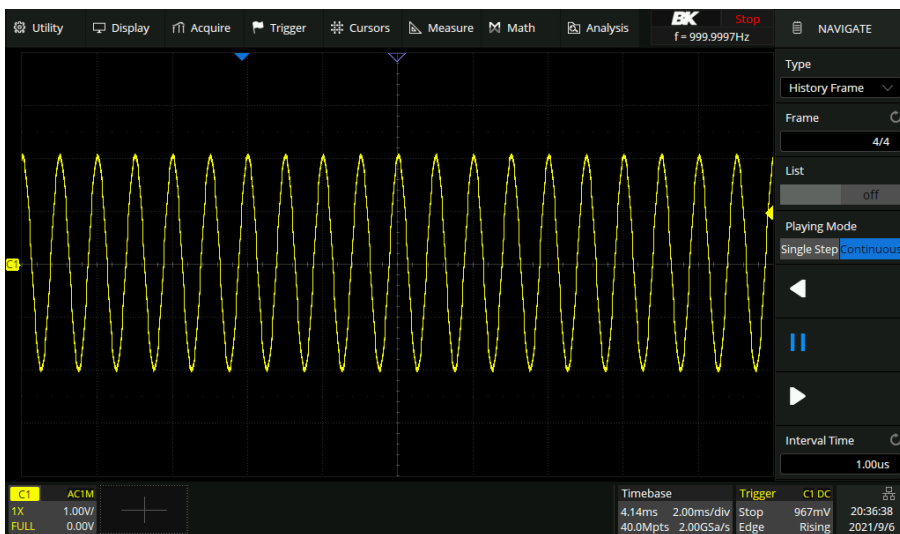 Utility Display Acquire Trigger Cursors Measure Math Analysis BK Stop NAVIGATE
f = 999.9997Hz
Type
History Frame
Frame
4/4
List
off
Playing Mode
Single Step Continuous
Interval Time
1.00us
C1
C1 AC1M
1X 1.00V/
FULL 0.00V
Timebase
4.14ms 2.00ms/div
40.0Mpts 2.00GSa/s
Trigger C1 DC
Stop 967mV
Edge Rising
20:36:38
2021/9/6